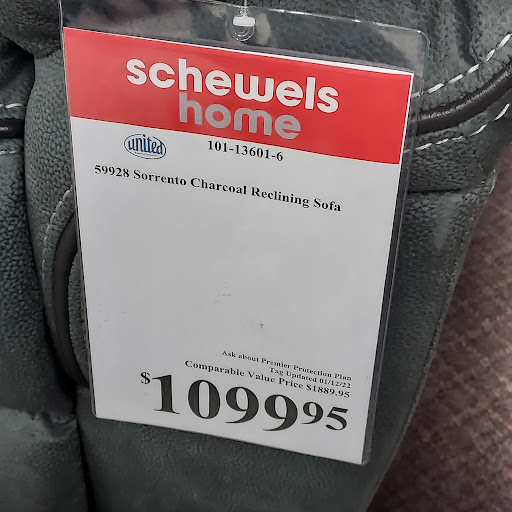 schewels
home
united
101-13601-6
59928 Sorrento Charcoal Reclining Sofa
Ask about Premier Protection Plan
Tag Updated 01/12/22
Comparable Value Price $1889.95
$109995